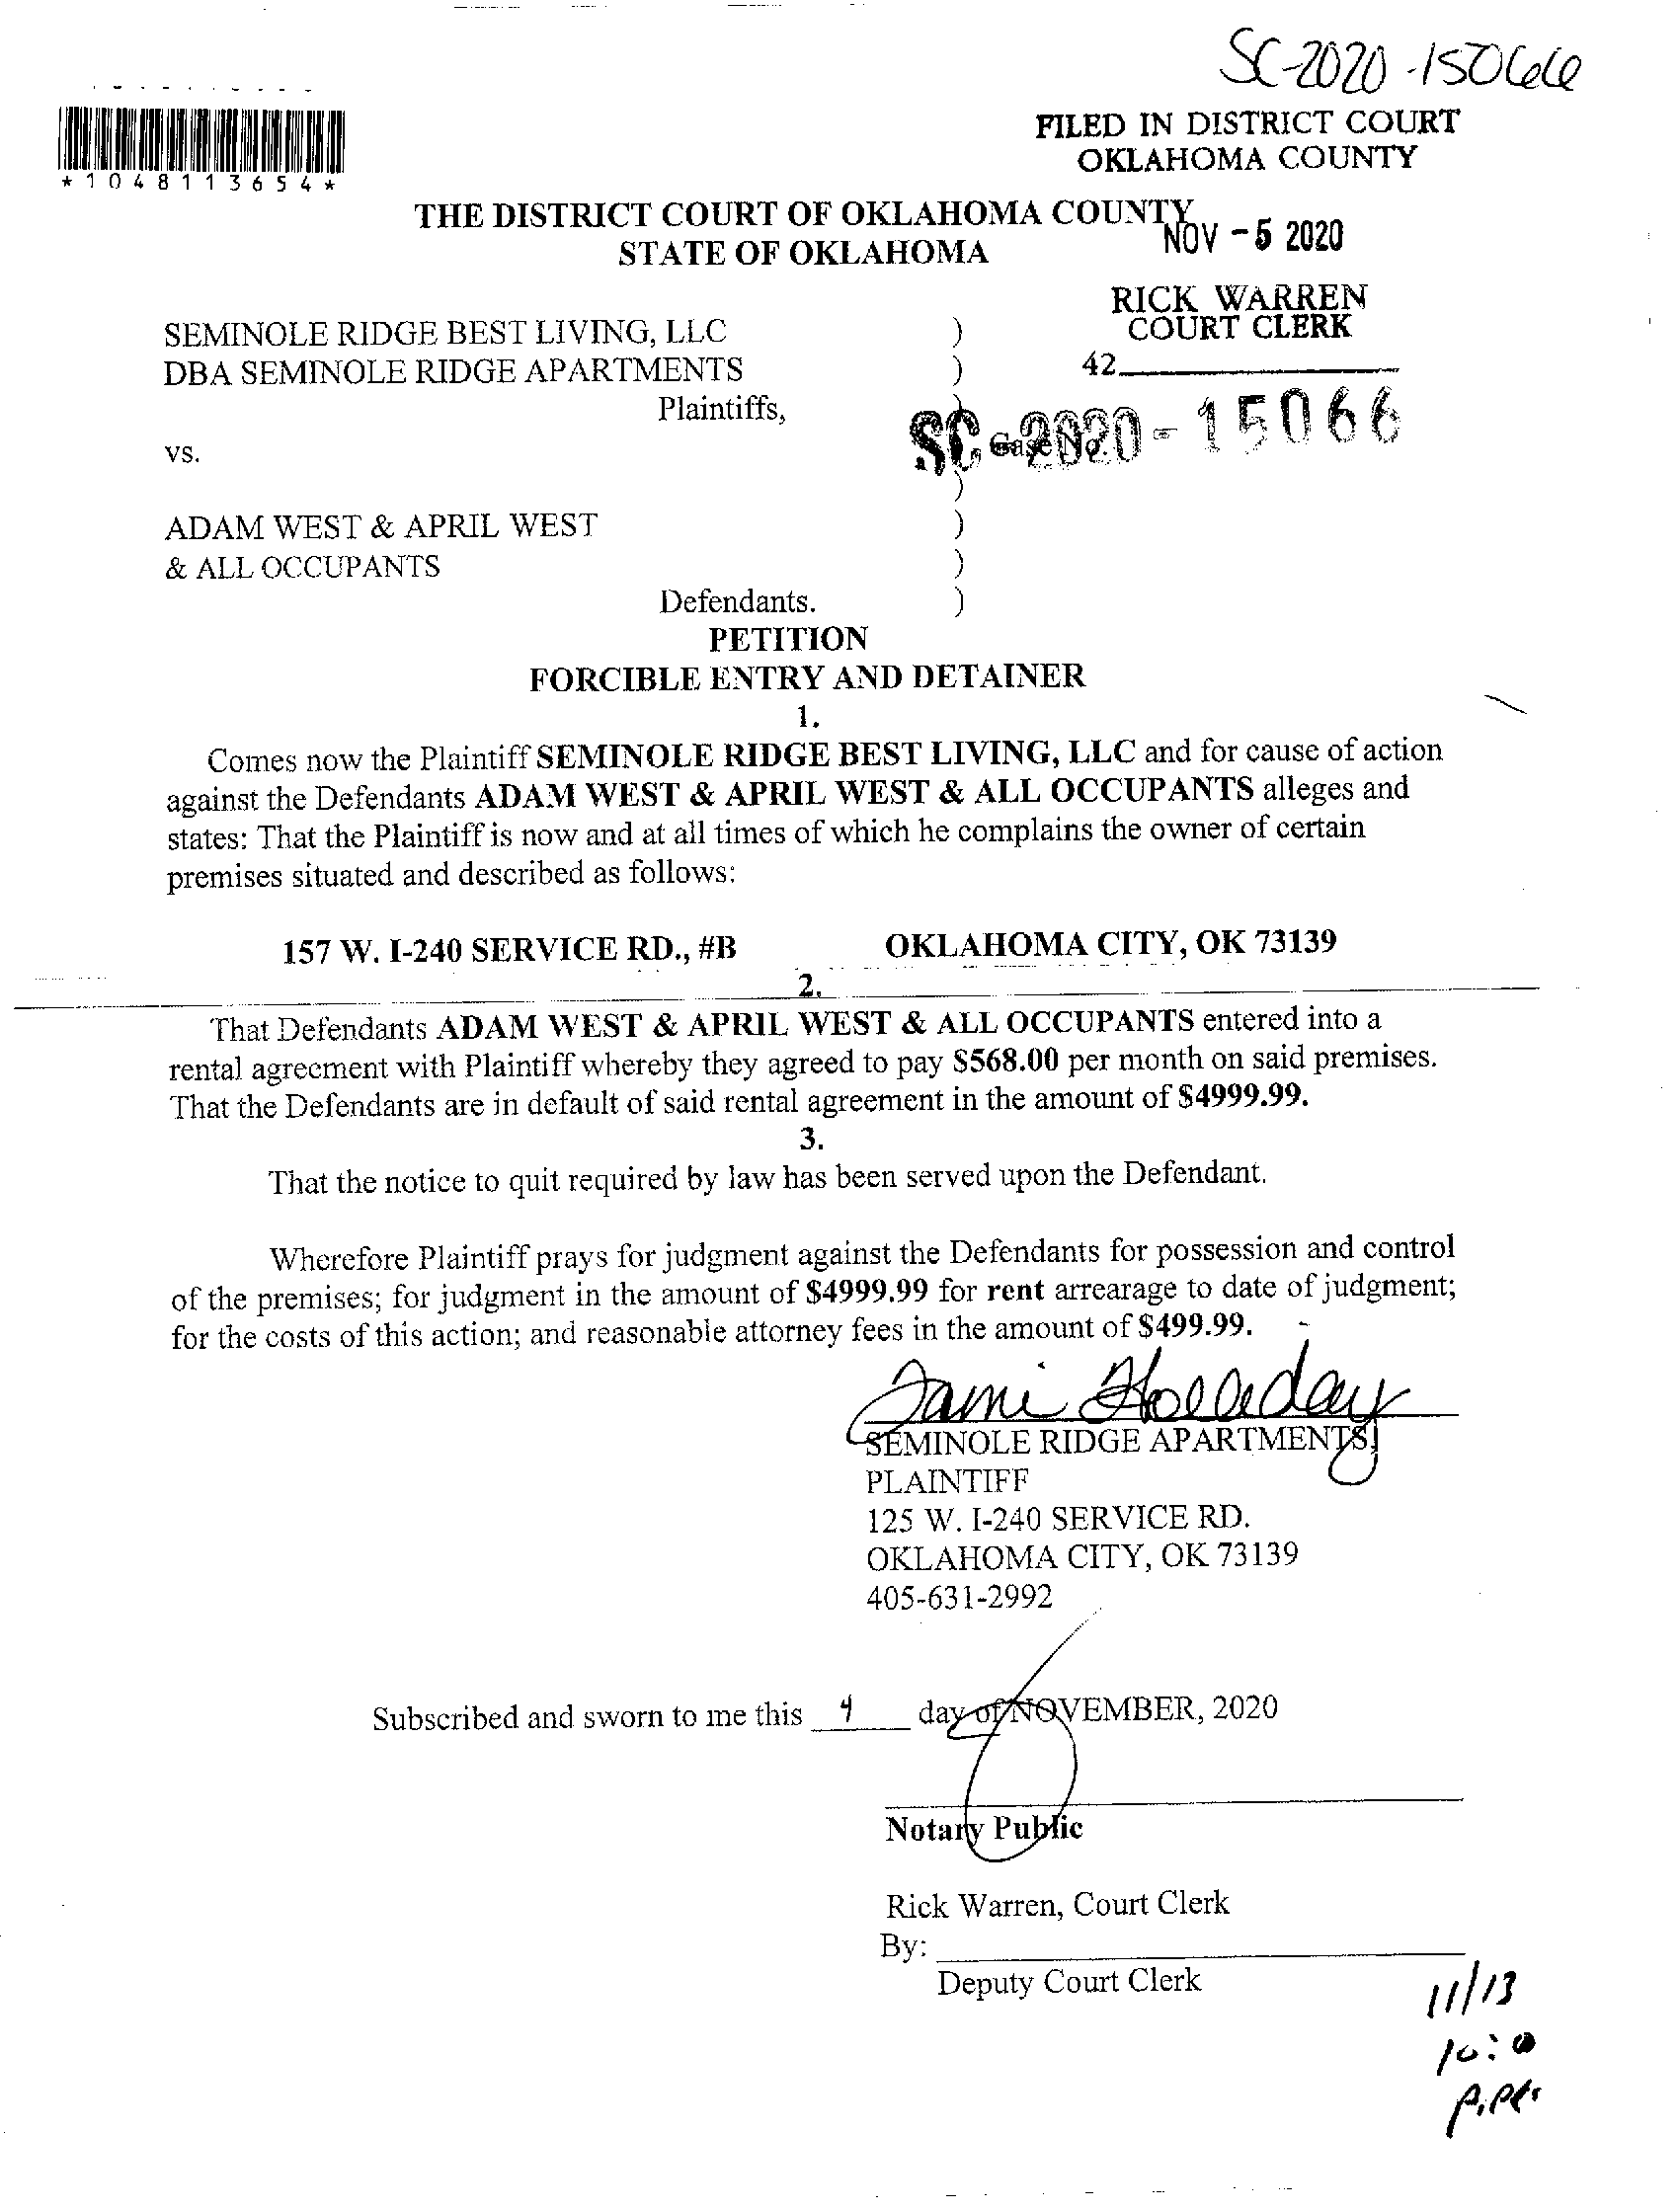 SC-2020-15066
FILED IN DISTRICT COURT
OKLAHOMA COUNTY
*1048113654*
THE DISTRICT COURT OF OKLAHOMA COUNTY
NOV -5 2020
STATE OF OKLAHOMA
RICK WARREN
COURT CLERK
42
SEMINOLE RIDGE BEST LIVING, LLC )
DBA SEMINOLE RIDGE APARTMENTS )
Plaintiffs, )
SC-2020-15066
vs. Case No.
)
ADAM WEST & APRIL WEST )
& ALL OCCUPANTS )
Defendants. )
PETITION
FORCIBLE ENTRY AND DETAINER
1.
Comes now the Plaintiff SEMINOLE RIDGE BEST LIVING, LLC and for cause of action
against the Defendants ADAM WEST & APRIL WEST & ALL OCCUPANTS alleges and
states: That the Plaintiff is now and at all times of which he complains the owner of certain
premises situated and described as follows:
157 W. I-240 SERVICE RD., #B OKLAHOMA CITY, OK 73139
2.
That Defendants ADAM WEST & APRIL WEST & ALL OCCUPANTS entered into a
rental agreement with Plaintiff whereby they agreed to pay $568.00 per month on said premises.
That the Defendants are in default of said rental agreement in the amount of $4999.99.
3.
That the notice to quit required by law has been served upon the Defendant.
Wherefore Plaintiff prays for judgment against the Defendants for possession and control
of the premises; for judgment in the amount of $4999.99 for rent arrearage to date of judgment;
for the costs of this action; and reasonable attorney fees in the amount of $499.99.
Tami Holladay
SEMINOLE RIDGE APARTMENTS,
PLAINTIFF
125 W. I-240 SERVICE RD.
OKLAHOMA CITY, OK 73139
405-631-2992
Subscribed and sworn to me this 4 day of NOVEMBER, 2020
Notary Public
Rick Warren, Court Clerk
By:
Deputy Court Clerk
11/13